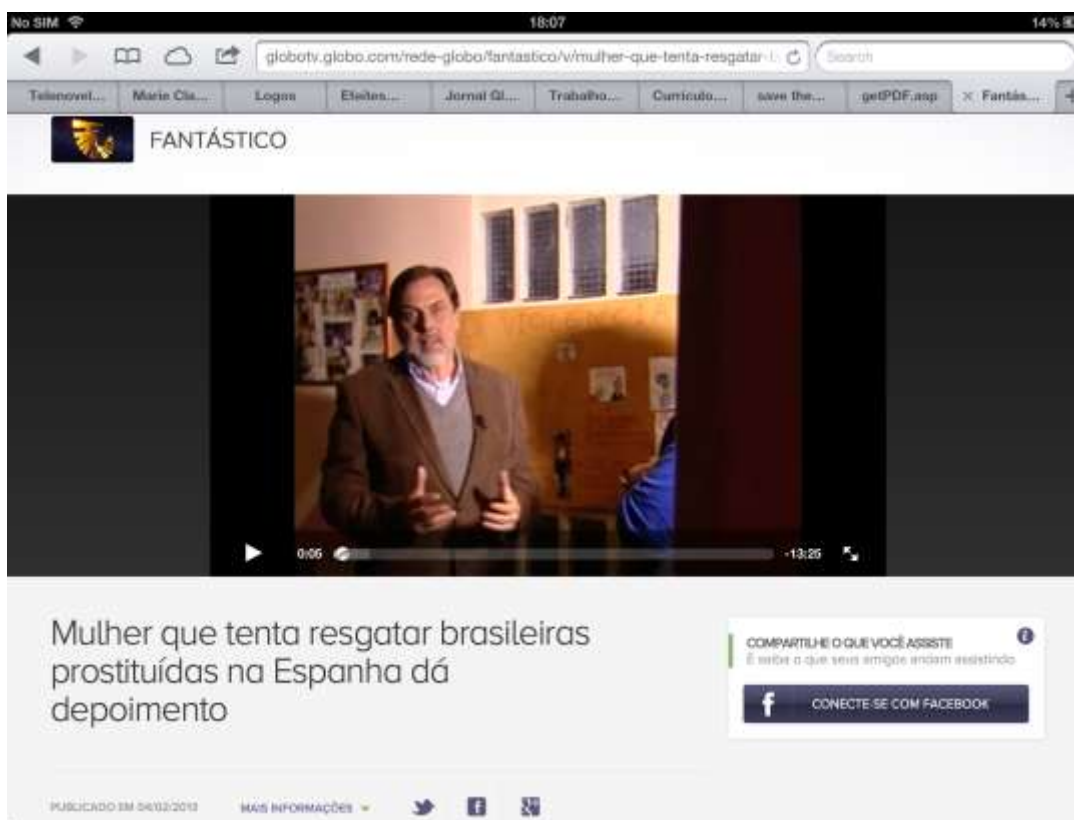 No SIM 18:07 14%
globotv.globo.com/rede-globo/fantastico/v/mulher-que-tenta-resgatar- Search
Telenovel... Marie Cla... Logos Efeitos... Jornal Gl... Trabalho... Curriculo... save the... getPDF.asp × Fantás... +
FANTÁSTICO
VIOLENCIA
0:05 -13:25
Mulher que tenta resgatar brasileiras
prostituídas na Espanha dá
depoimento
COMPARTILHE O QUE VOCÊ ASSISTE
E saiba o que seus amigos andam assistindo
f CONECTE-SE COM FACEBOOK
PUBLICADO EM 04/02/2013 MAIS INFORMAÇÕES